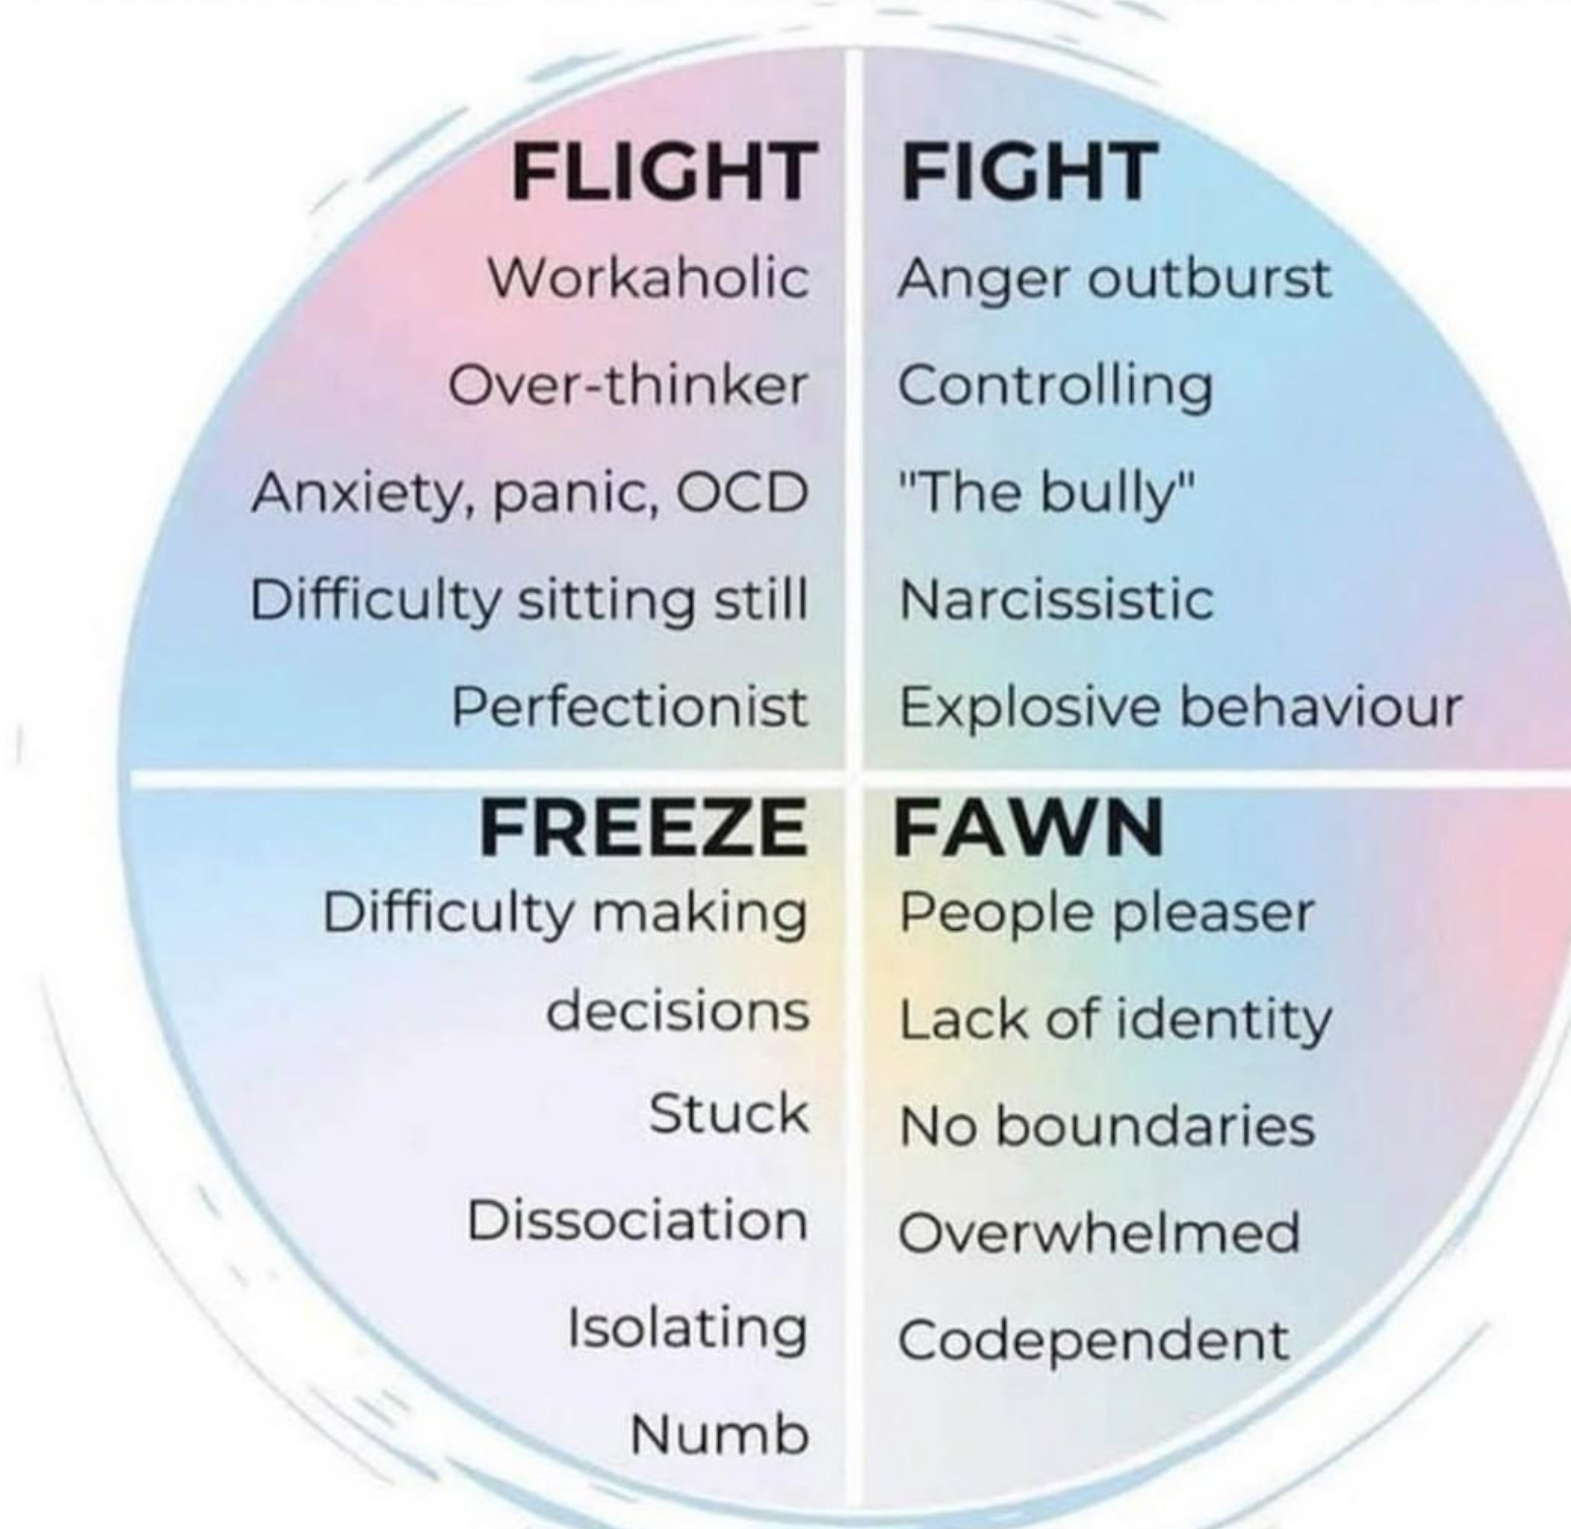 FLIGHT
Workaholic
Over-thinker
Anxiety, panic, OCD
Difficulty sitting still
Perfectionist
FIGHT
Anger outburst
Controlling
"The bully"
Narcissistic
Explosive behaviour
FREEZE
Difficulty making
decisions
Stuck
Dissociation
Isolating
Numb
FAWN
People pleaser
Lack of identity
No boundaries
Overwhelmed
Codependent